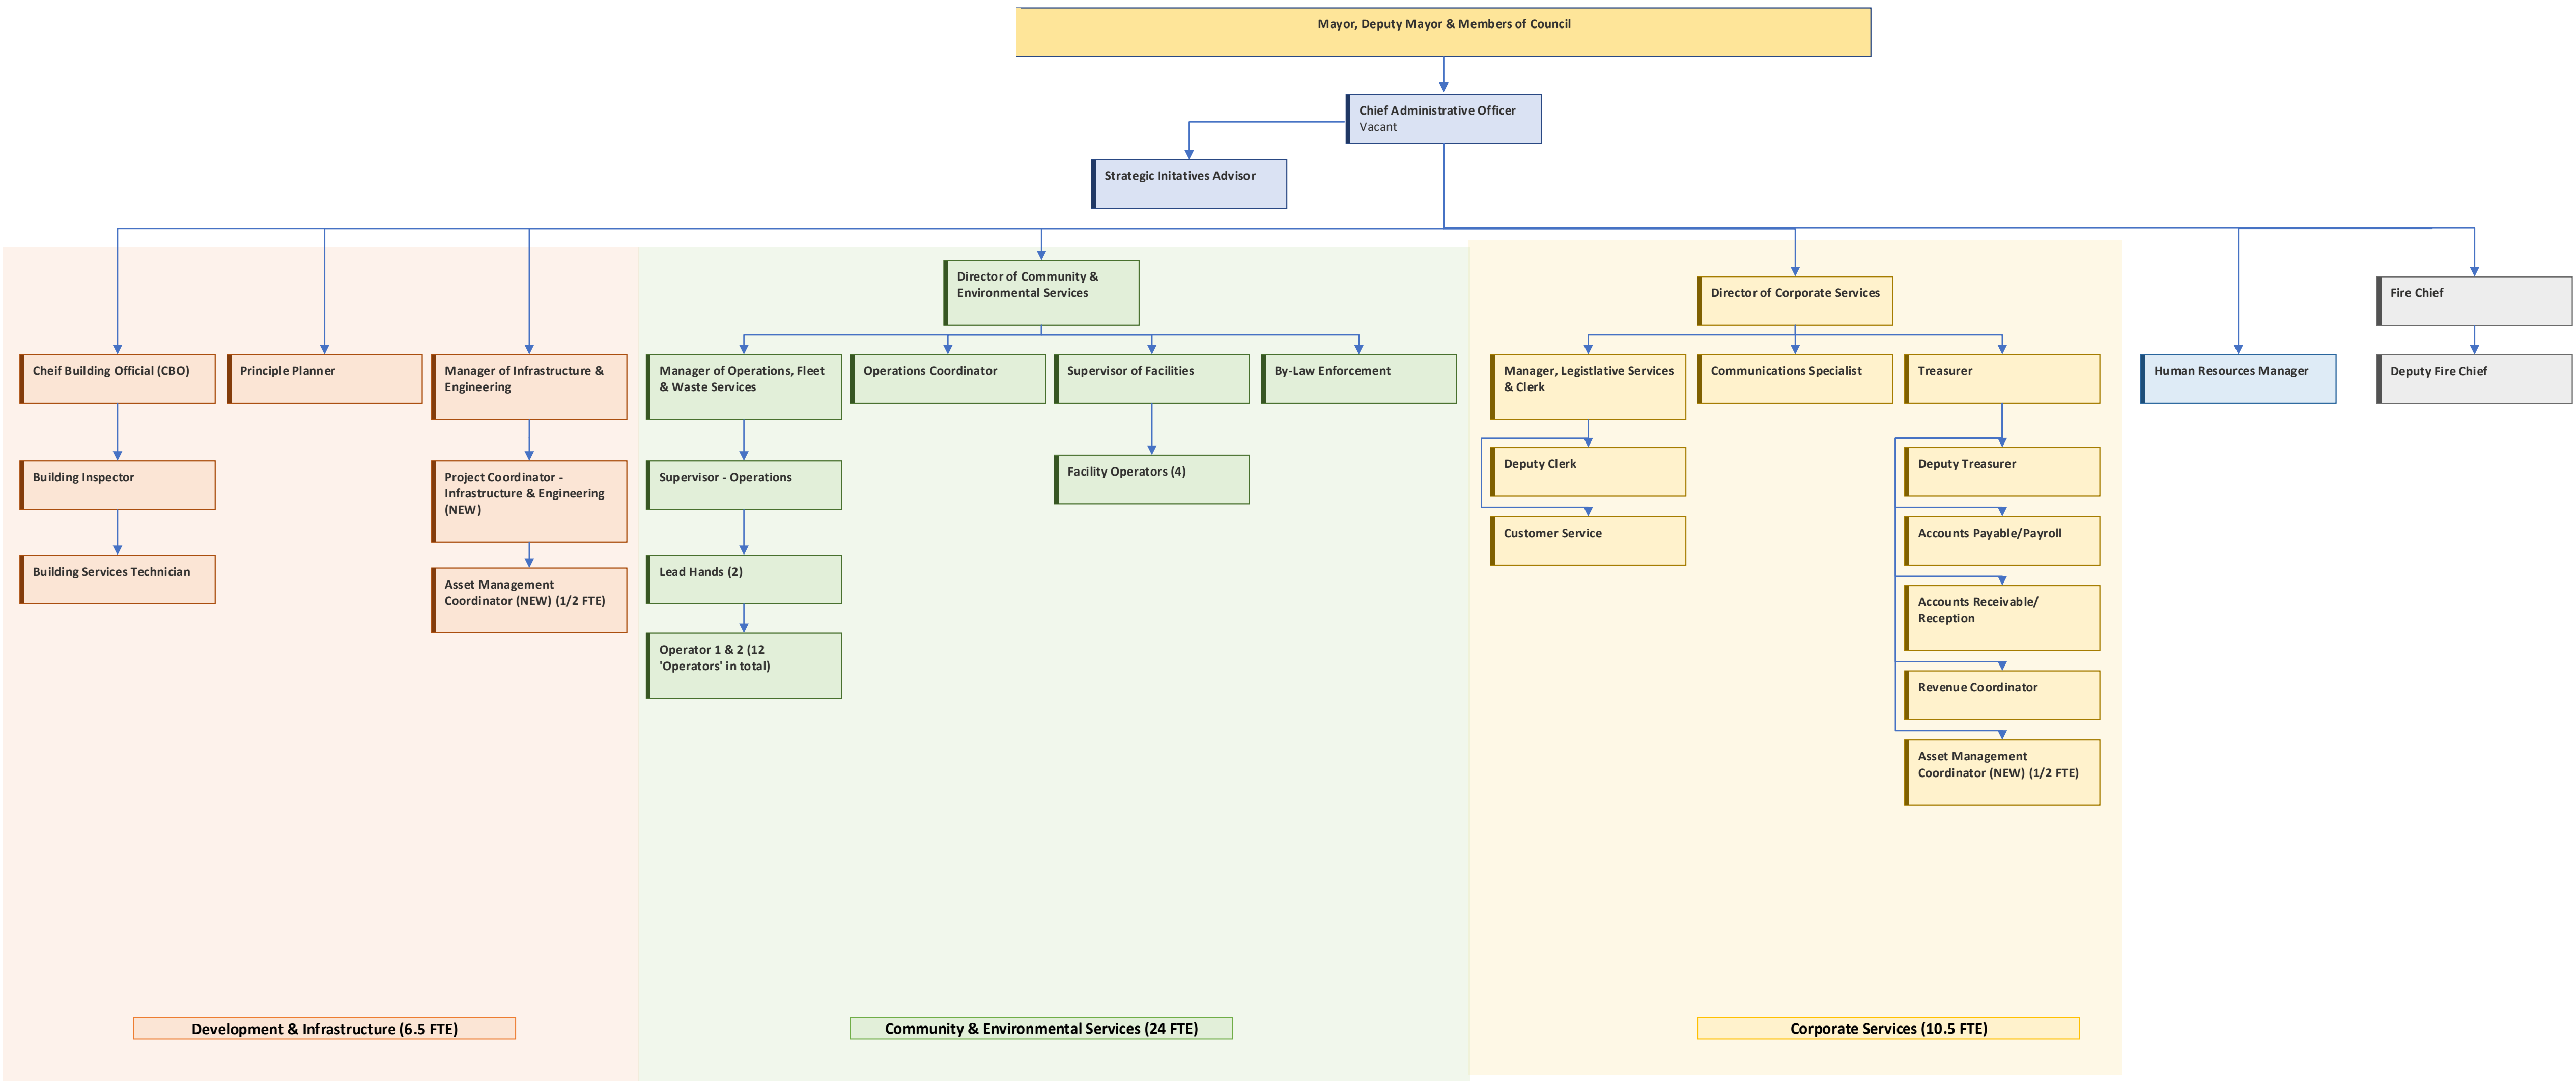 Mayor, Deputy Mayor & Members of Council
Chief Administrative Officer
Vacant
Strategic Initatives Advisor
Director of Community &
Environmental Services
Director of Corporate Services
Fire Chief
Cheif Building Official (CBO)
Principle Planner
Manager of Infrastructure &
Engineering
Manager of Operations, Fleet
& Waste Services
Operations Coordinator
Supervisor of Facilities
By-Law Enforcement
Manager, Legistlative Services
& Clerk
Communications Specialist
Treasurer
Human Resources Manager
Deputy Fire Chief
Building Inspector
Project Coordinator -
Infrastructure & Engineering
(NEW)
Supervisor - Operations
Facility Operators (4)
Deputy Clerk
Deputy Treasurer
Customer Service
Accounts Payable/Payroll
Building Services Technician
Asset Management
Coordinator (NEW) (1/2 FTE)
Lead Hands (2)
Accounts Receivable/
Reception
Operator 1 & 2 (12
'Operators' in total)
Revenue Coordinator
Asset Management
Coordinator (NEW) (1/2 FTE)
Development & Infrastructure (6.5 FTE)
Community & Environmental Services (24 FTE)
Corporate Services (10.5 FTE)